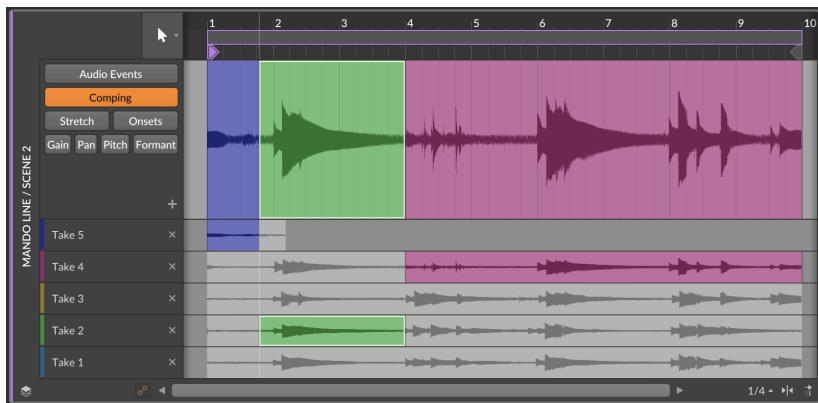 1 2 3 4 5 6 7 8 9 10
Audio Events
Comping
Stretch Onsets
Gain Pan Pitch Formant
+
MANDO LINE / SCENE 2
Take 5 ×
Take 4 ×
Take 3 ×
Take 2 ×
Take 1 ×
1/4